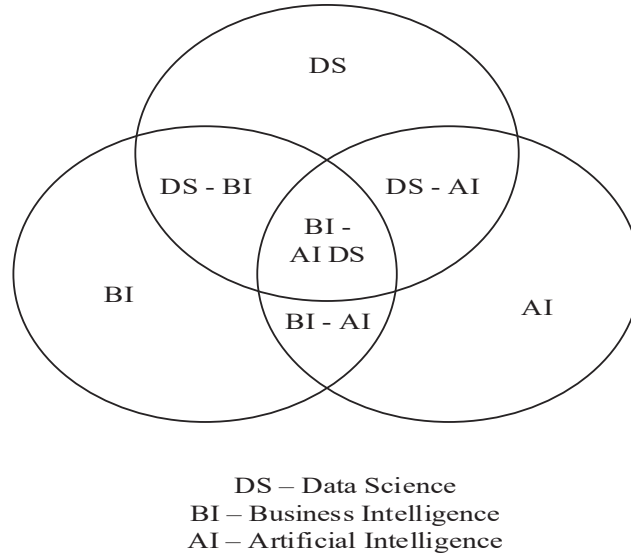 DS
DS - BI
DS - AI
BI -
AI DS
BI
AI
BI - AI
DS – Data Science
BI – Business Intelligence
AI – Artificial Intelligence